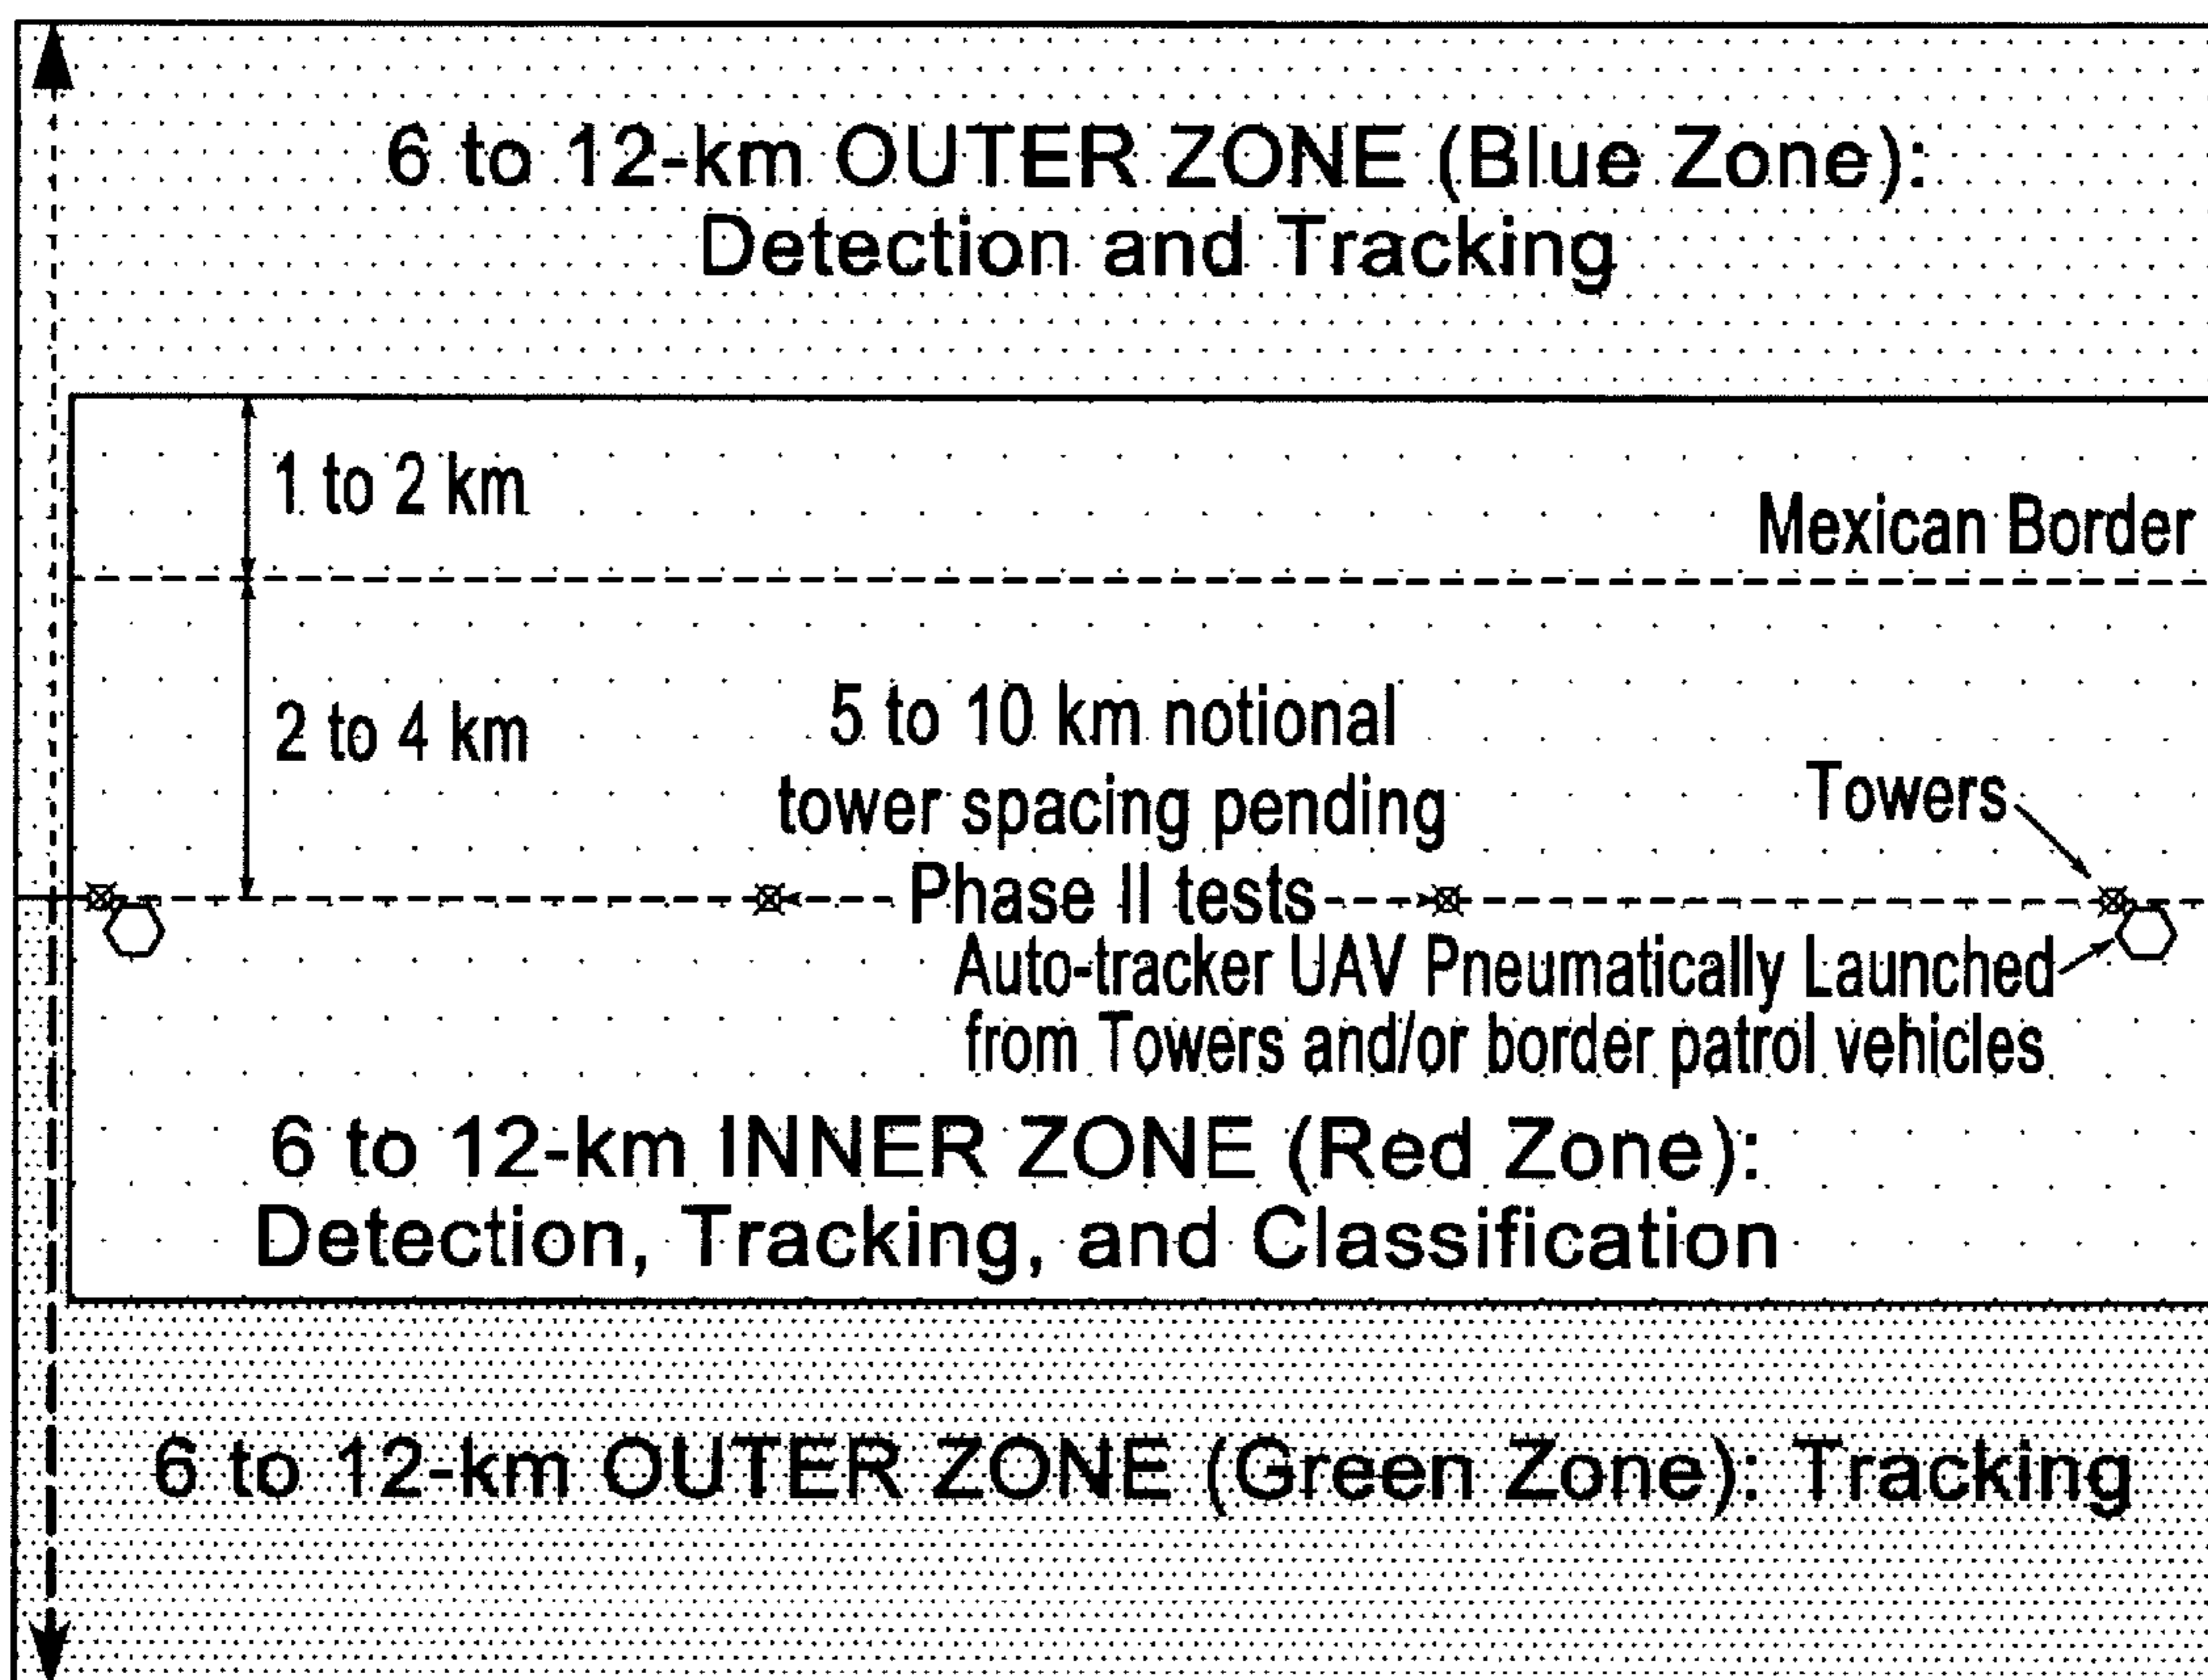 6 to 12-km OUTER ZONE (Blue Zone):
Detection and Tracking
1 to 2 km
Mexican Border
2 to 4 km
5 to 10 km notional
tower spacing pending
Phase II tests
Towers
Auto-tracker UAV Pneumatically Launched
from Towers and/or border patrol vehicles
6 to 12-km INNER ZONE (Red Zone):
Detection, Tracking, and Classification
6 to 12-km OUTER ZONE (Green Zone): Tracking